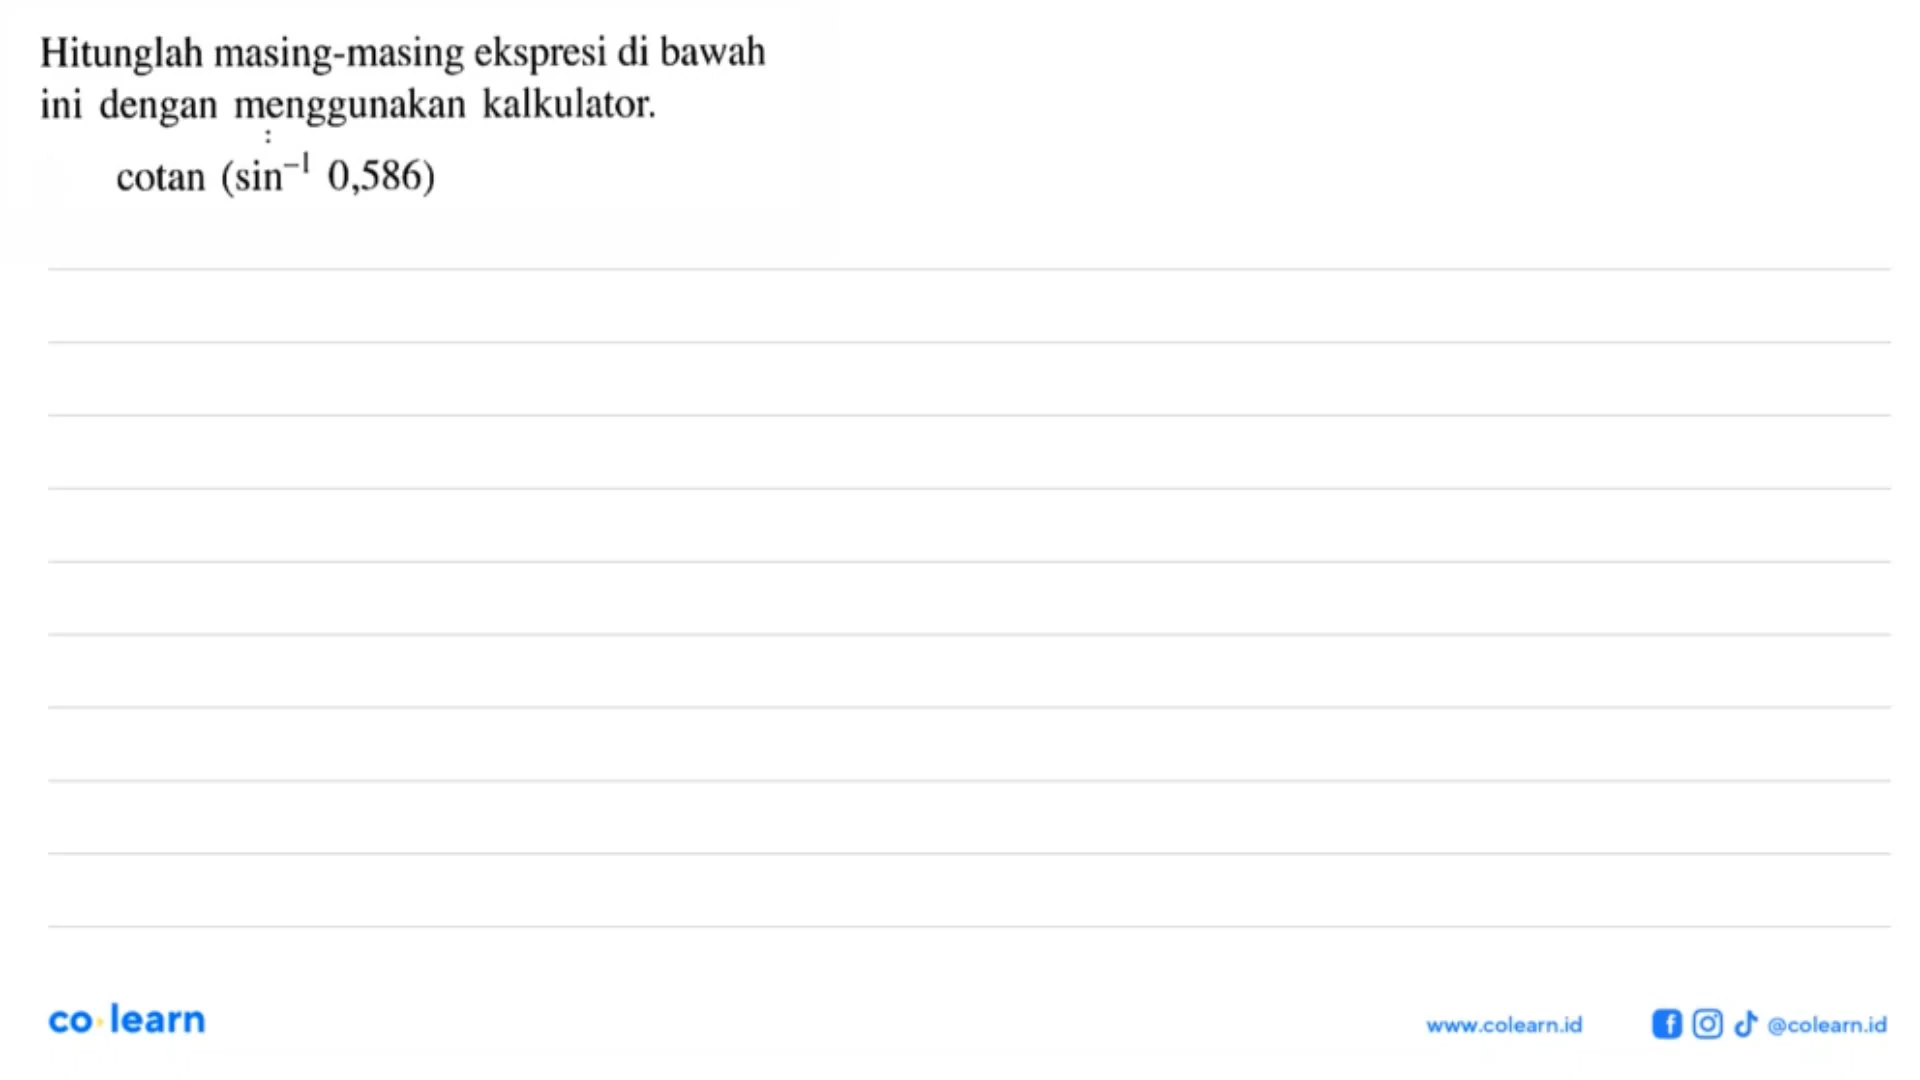 Hitunglah masing-masing ekspresi di bawah
ini dengan menggunakan kalkulator.
:
cotan (sin⁻¹ 0,586)
co learn
www.colearn.id
@colearn.id